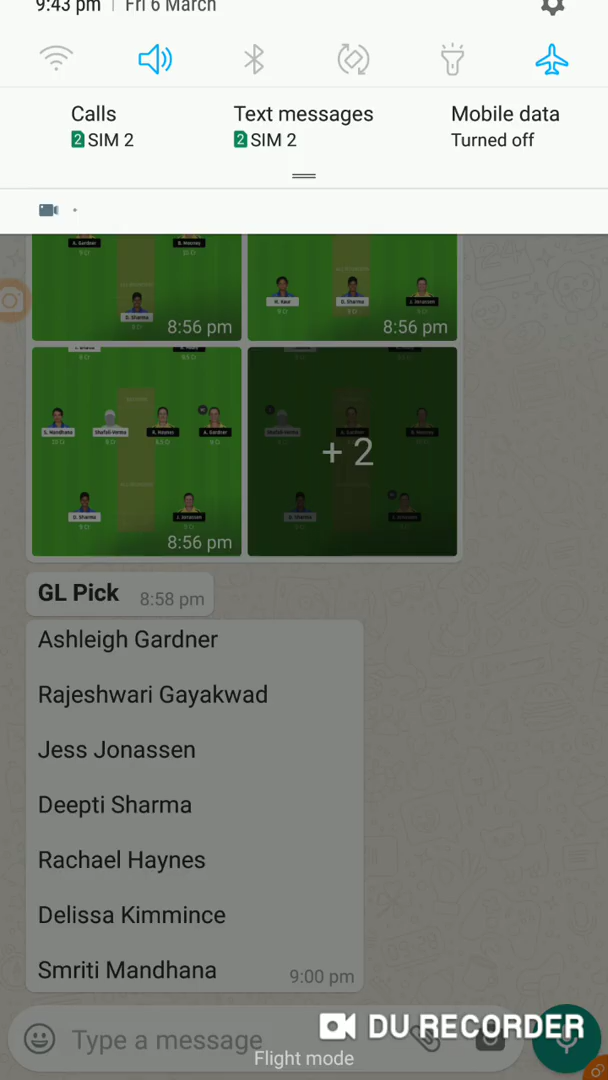 9:43 pm | Fri 6 March
Calls
2 SIM 2
Text messages
2 SIM 2
Mobile data
Turned off
8:56 pm
8:56 pm
8:56 pm
+ 2
GL Pick 8:58 pm
Ashleigh Gardner
Rajeshwari Gayakwad
Jess Jonassen
Deepti Sharma
Rachael Haynes
Delissa Kimmince
Smriti Mandhana 9:00 pm
Type a message
DU RECORDER
Flight mode